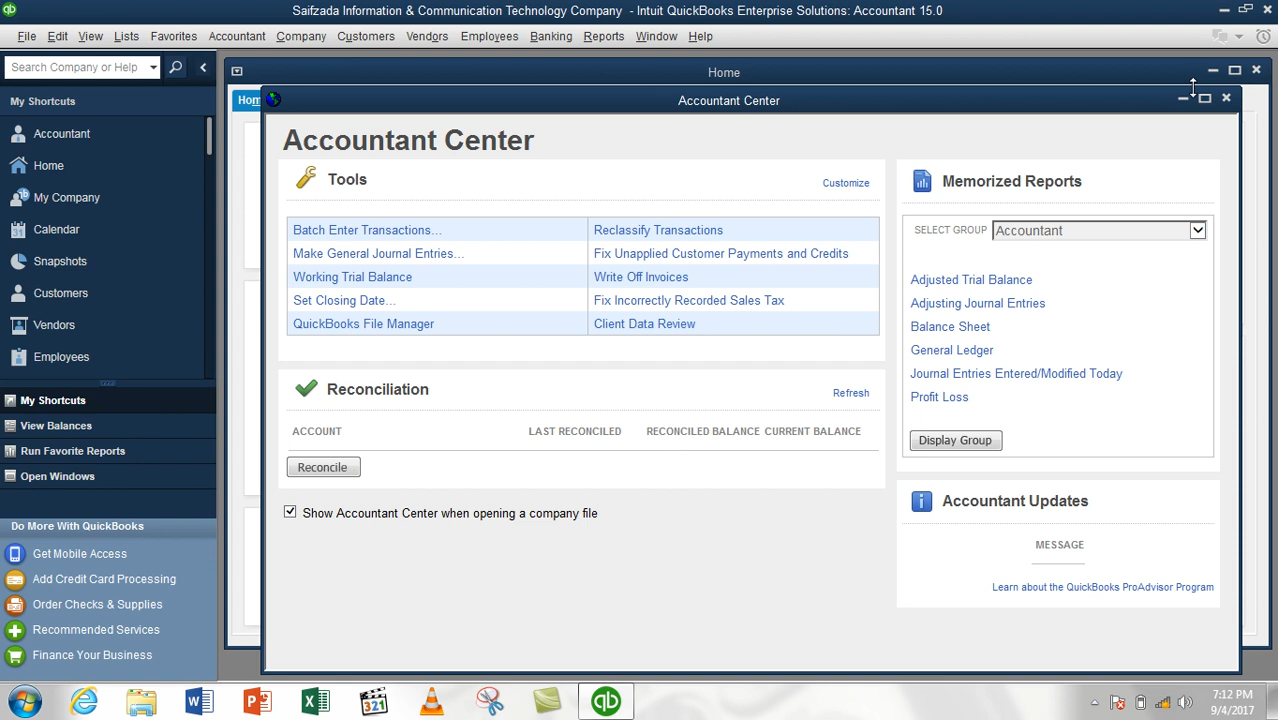 Saifzada Information & Communication Technology Company - Intuit QuickBooks Enterprise Solutions: Accountant 15.0
File Edit View Lists Favorites Accountant Company Customers Vendors Employees Banking Reports Window Help
Search Company or Help
My Shortcuts
Accountant
Home
My Company
Calendar
Snapshots
Customers
Vendors
Employees
My Shortcuts
View Balances
Run Favorite Reports
Open Windows
Do More With QuickBooks
Get Mobile Access
Add Credit Card Processing
Order Checks & Supplies
Recommended Services
Finance Your Business
Home
Hom
Accountant Center
Accountant Center
Tools
Customize
Batch Enter Transactions... Reclassify Transactions
Make General Journal Entries... Fix Unapplied Customer Payments and Credits
Working Trial Balance Write Off Invoices
Set Closing Date... Fix Incorrectly Recorded Sales Tax
QuickBooks File Manager Client Data Review
Reconciliation
Refresh
ACCOUNT LAST RECONCILED RECONCILED BALANCE CURRENT BALANCE
Reconcile
Show Accountant Center when opening a company file
Memorized Reports
SELECT GROUP Accountant
Adjusted Trial Balance
Adjusting Journal Entries
Balance Sheet
General Ledger
Journal Entries Entered/Modified Today
Profit Loss
Display Group
Accountant Updates
MESSAGE
Learn about the QuickBooks ProAdvisor Program
321
7:12 PM
9/4/2017